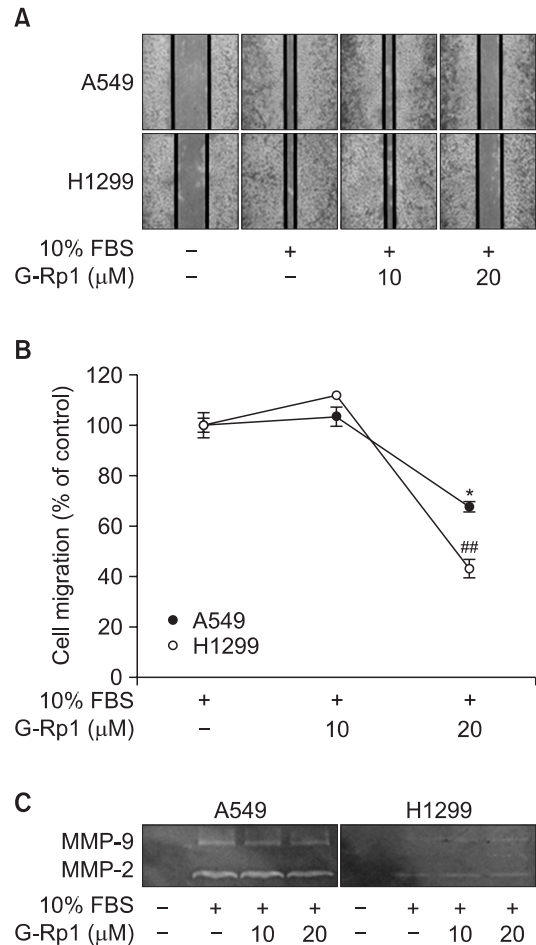 A
A549
H1299
10% FBS – + + +
G-Rp1 (μM) – – 10 20
B
Cell migration (% of control)
120
100
80
60
40
20
0
*
##
A549
H1299
10% FBS + + +
G-Rp1 (μM) – 10 20
C
A549 H1299
MMP-9
MMP-2
10% FBS – + + + – + + +
G-Rp1 (μM) – – 10 20 – – 10 20